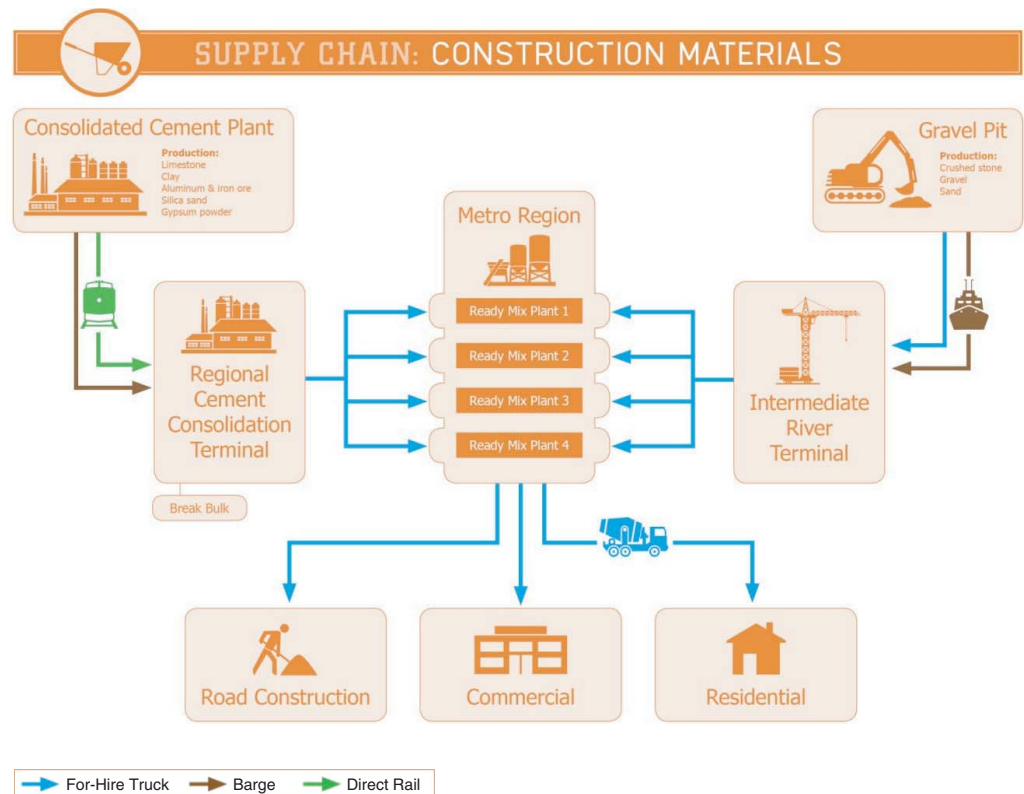 SUPPLY CHAIN: CONSTRUCTION MATERIALS
Consolidated Cement Plant
Production:
Limestone
Clay
Aluminum & iron ore
Silica sand
Gypsum powder
Gravel Pit
Production:
Crushed stone
Gravel
Sand
Metro Region
Ready Mix Plant 1
Ready Mix Plant 2
Ready Mix Plant 3
Ready Mix Plant 4
Regional
Cement
Consolidation
Terminal
Break Bulk
Intermediate
River
Terminal
Road Construction
Commercial
Residential
For-Hire Truck
Barge
Direct Rail